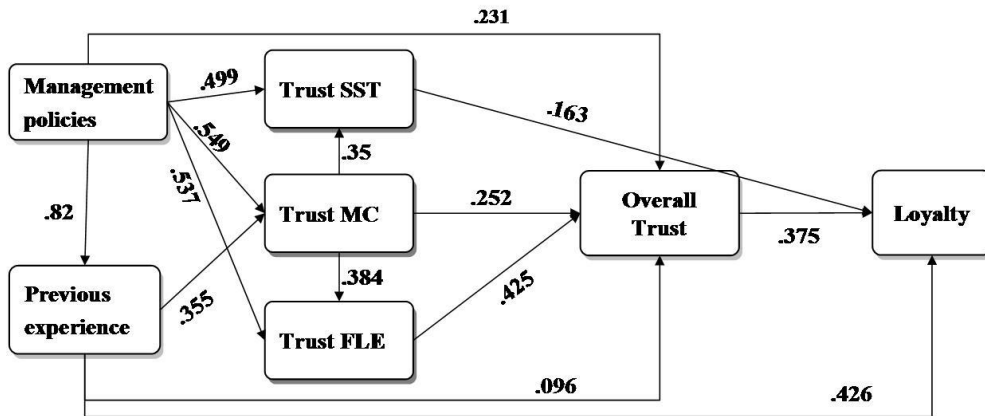 .231
Management
policies
.499
Trust SST
-.163
.549
.537
.35
.82
Trust MC
.252
Overall
Trust
.375
Loyalty
.384
Previous
experience
.355
Trust FLE
.425
.096
.426